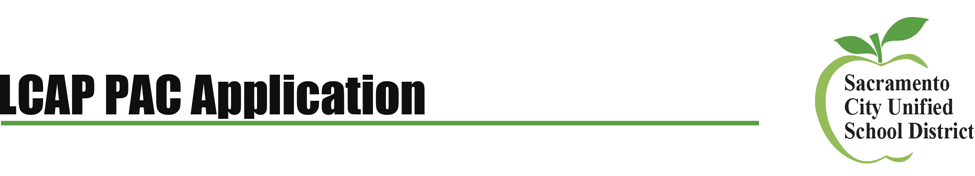 LCAP PAC Application
Sacramento
City Unified
School District